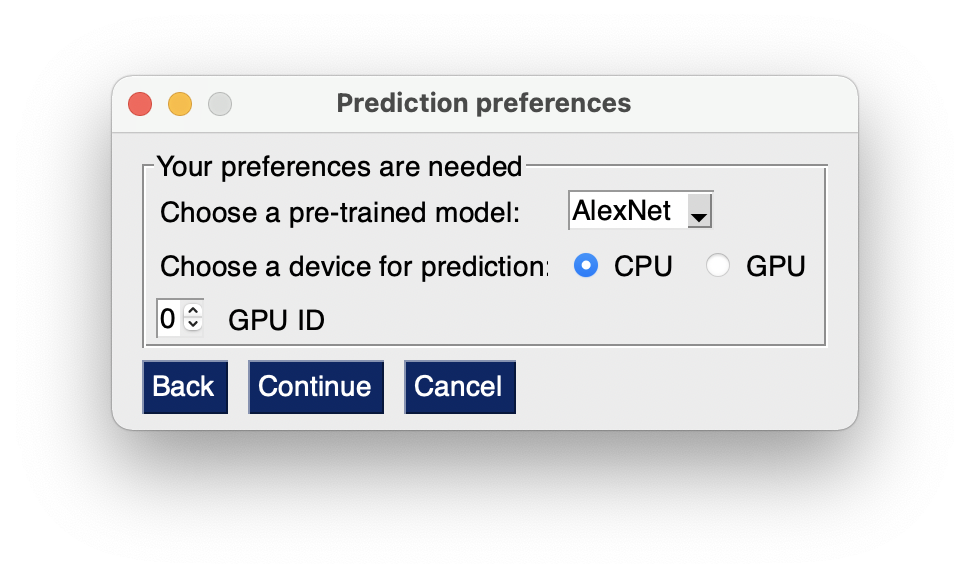 Prediction preferences
Your preferences are needed
Choose a pre-trained model: AlexNet
Choose a device for prediction: CPU GPU
0 GPU ID
Back Continue Cancel